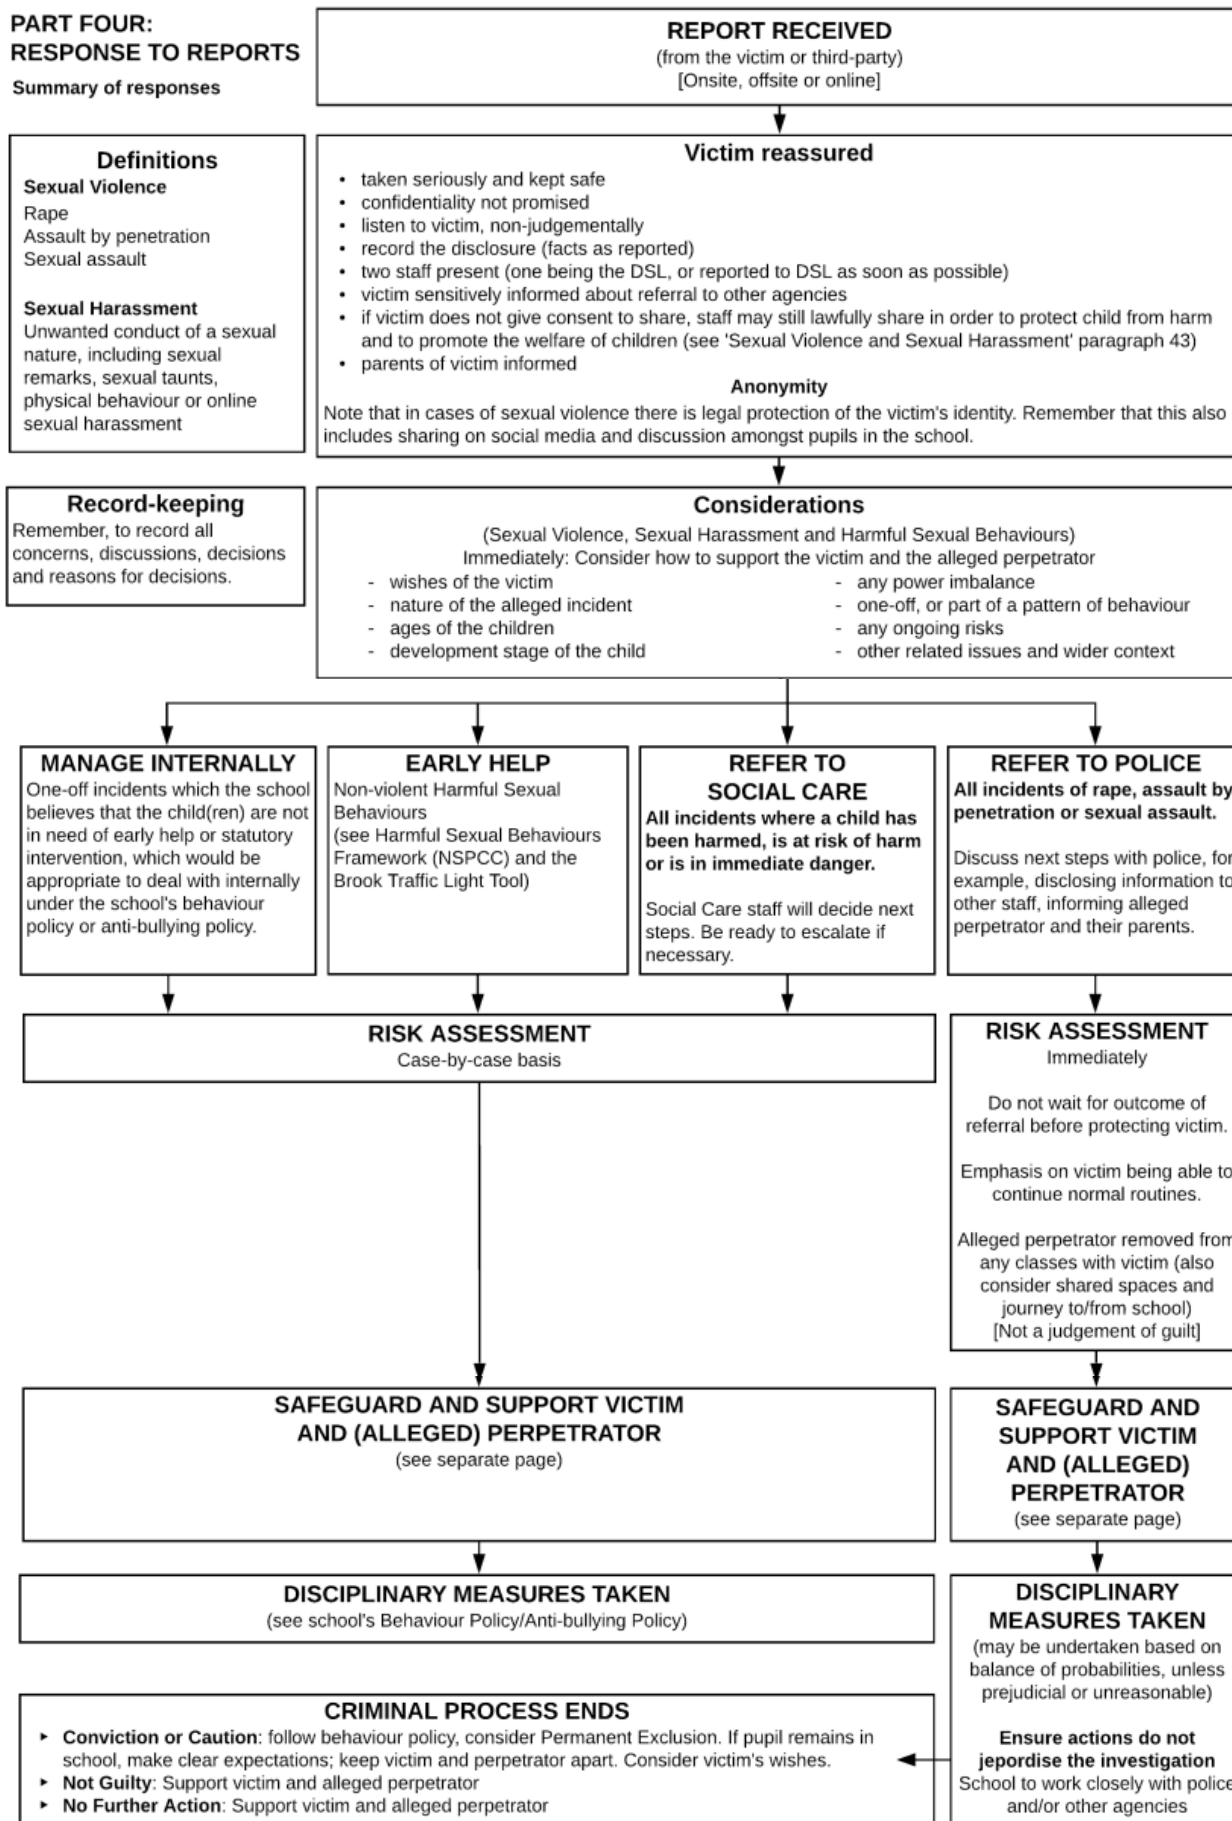 PART FOUR:
RESPONSE TO REPORTS
Summary of responses
REPORT RECEIVED
(from the victim or third-party)
[Onsite, offsite or online]
Definitions
Sexual Violence
Rape
Assault by penetration
Sexual assault
Sexual Harassment
Unwanted conduct of a sexual
nature, including sexual
remarks, sexual taunts,
physical behaviour or online
sexual harassment
Victim reassured
• taken seriously and kept safe
• confidentiality not promised
• listen to victim, non-judgementally
• record the disclosure (facts as reported)
• two staff present (one being the DSL, or reported to DSL as soon as possible)
• victim sensitively informed about referral to other agencies
• if victim does not give consent to share, staff may still lawfully share in order to protect child from harm
and to promote the welfare of children (see 'Sexual Violence and Sexual Harassment' paragraph 43)
• parents of victim informed
Anonymity
Note that in cases of sexual violence there is legal protection of the victim's identity. Remember that this also
includes sharing on social media and discussion amongst pupils in the school.
Record-keeping
Remember, to record all
concerns, discussions, decisions
and reasons for decisions.
Considerations
(Sexual Violence, Sexual Harassment and Harmful Sexual Behaviours)
Immediately: Consider how to support the victim and the alleged perpetrator
- wishes of the victim
- nature of the alleged incident
- ages of the children
- development stage of the child
- any power imbalance
- one-off, or part of a pattern of behaviour
- any ongoing risks
- other related issues and wider context
MANAGE INTERNALLY
One-off incidents which the school
believes that the child(ren) are not
in need of early help or statutory
intervention, which would be
appropriate to deal with internally
under the school's behaviour
policy or anti-bullying policy.
EARLY HELP
Non-violent Harmful Sexual
Behaviours
(see Harmful Sexual Behaviours
Framework (NSPCC) and the
Brook Traffic Light Tool)
REFER TO
SOCIAL CARE
All incidents where a child has
been harmed, is at risk of harm
or is in immediate danger.
Social Care staff will decide next
steps. Be ready to escalate if
necessary.
REFER TO POLICE
All incidents of rape, assault by
penetration or sexual assault.
Discuss next steps with police, for
example, disclosing information to
other staff, informing alleged
perpetrator and their parents.
RISK ASSESSMENT
Case-by-case basis
RISK ASSESSMENT
Immediately
Do not wait for outcome of
referral before protecting victim.
Emphasis on victim being able to
continue normal routines.
Alleged perpetrator removed from
any classes with victim (also
consider shared spaces and
journey to/from school)
[Not a judgement of guilt]
SAFEGUARD AND SUPPORT VICTIM
AND (ALLEGED) PERPETRATOR
(see separate page)
SAFEGUARD AND
SUPPORT VICTIM
AND (ALLEGED)
PERPETRATOR
(see separate page)
DISCIPLINARY MEASURES TAKEN
(see school's Behaviour Policy/Anti-bullying Policy)
DISCIPLINARY
MEASURES TAKEN
(may be undertaken based on
balance of probabilities, unless
prejudicial or unreasonable)
Ensure actions do not
jepordise the investigation
School to work closely with police
and/or other agencies
CRIMINAL PROCESS ENDS
▸ Conviction or Caution: follow behaviour policy, consider Permanent Exclusion. If pupil remains in
school, make clear expectations; keep victim and perpetrator apart. Consider victim's wishes.
▸ Not Guilty: Support victim and alleged perpetrator
▸ No Further Action: Support victim and alleged perpetrator